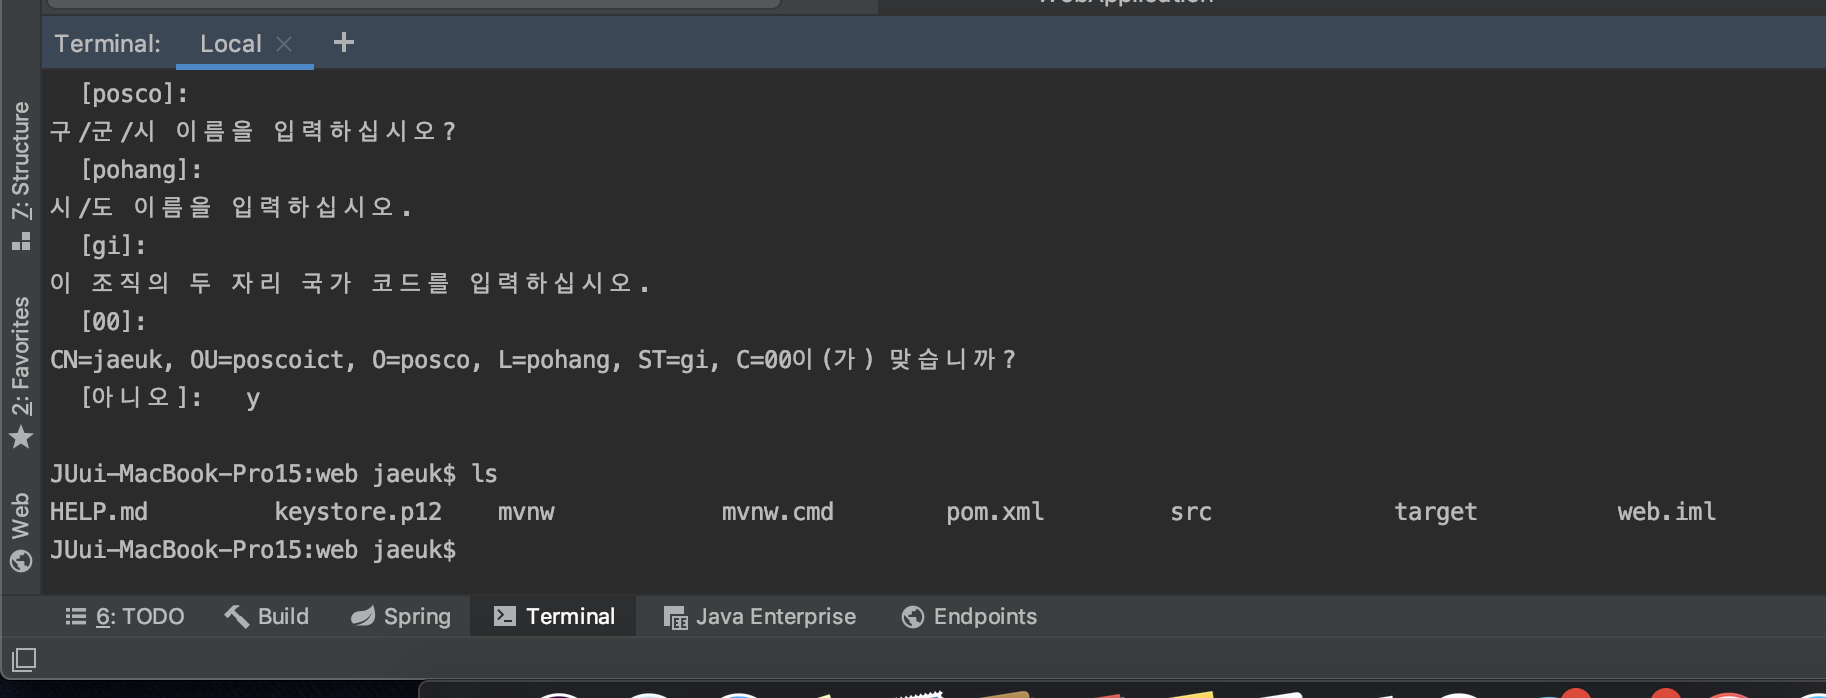 WebApplication
Terminal: Local
[posco]:
구/군/시 이름을 입력하십시오?
[pohang]:
시/도 이름을 입력하십시오.
[gi]:
이 조직의 두 자리 국가 코드를 입력하십시오.
[00]:
CN=jaeuk, OU=poscoict, O=posco, L=pohang, ST=gi, C=00이(가) 맞습니까?
[아니오]: y
JUui-MacBook-Pro15:web jaeuk$ ls
HELP.md keystore.p12 mvnw mvnw.cmd pom.xml src target web.iml
JUui-MacBook-Pro15:web jaeuk$
7: Structure
2: Favorites
Web
6: TODO Build Spring Terminal Java Enterprise Endpoints